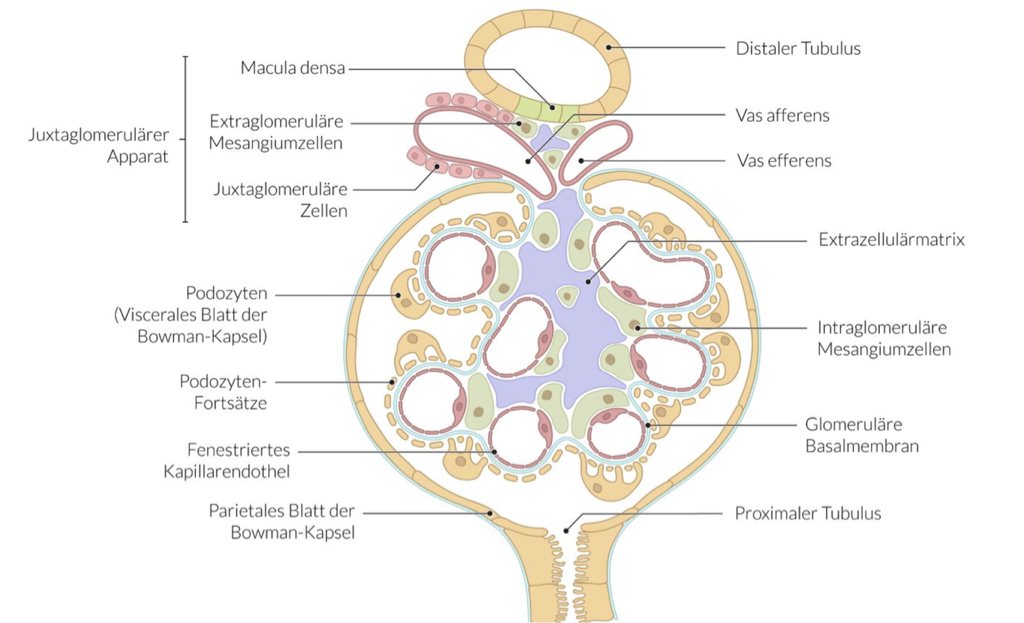 Distaler Tubulus
Macula densa
Vas afferens
Extraglomeruläre
Mesangiumzellen
Juxtaglomerulärer
Apparat
Vas efferens
Juxtaglomeruläre
Zellen
Extrazellulärmatrix
Podozyten
(Viscerales Blatt der
Bowman-Kapsel)
Intraglomeruläre
Mesangiumzellen
Podozyten-
Fortsätze
Glomeruläre
Basalmembran
Fenestriertes
Kapillarendothel
Parietales Blatt der
Bowman-Kapsel
Proximaler Tubulus